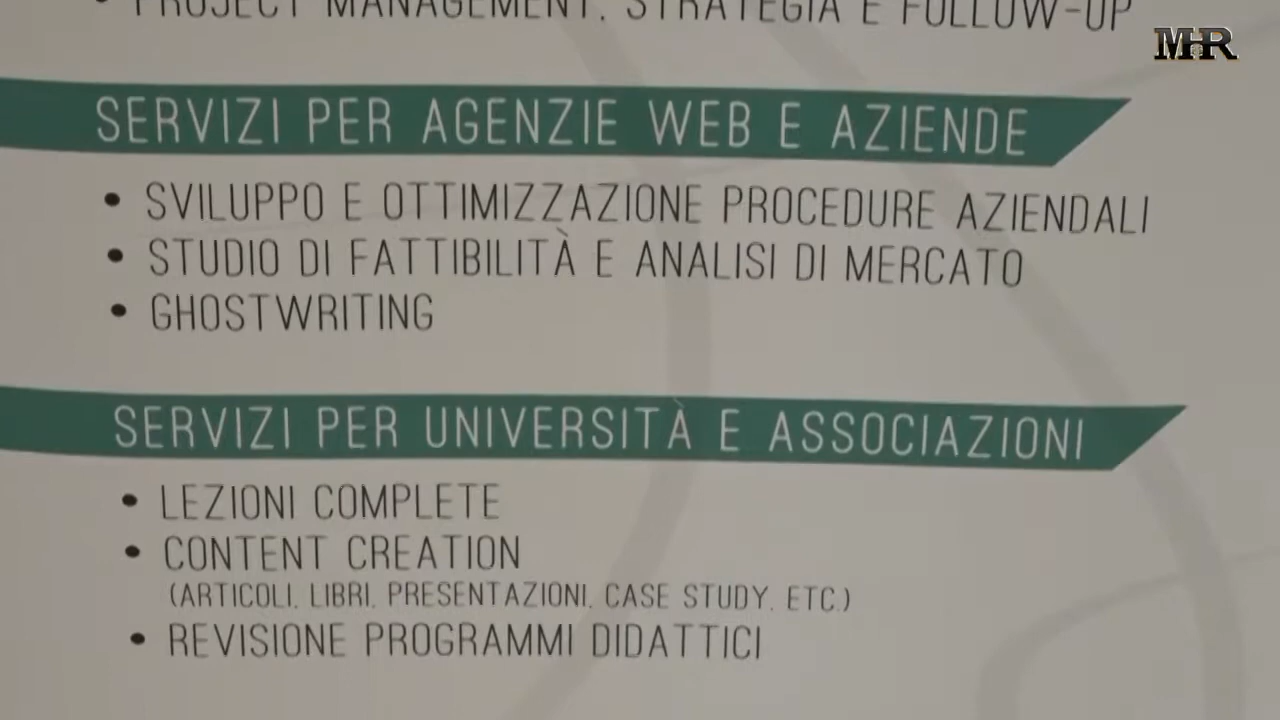 PROJECT MANAGEMENT, STRATEGIA E FOLLOW-UP
MHR
SERVIZI PER AGENZIE WEB E AZIENDE
• SVILUPPO E OTTIMIZZAZIONE PROCEDURE AZIENDALI
• STUDIO DI FATTIBILITÀ E ANALISI DI MERCATO
• GHOSTWRITING
SERVIZI PER UNIVERSITÀ E ASSOCIAZIONI
• LEZIONI COMPLETE
• CONTENT CREATION
(ARTICOLI, LIBRI, PRESENTAZIONI, CASE STUDY, ETC.)
• REVISIONE PROGRAMMI DIDATTICI